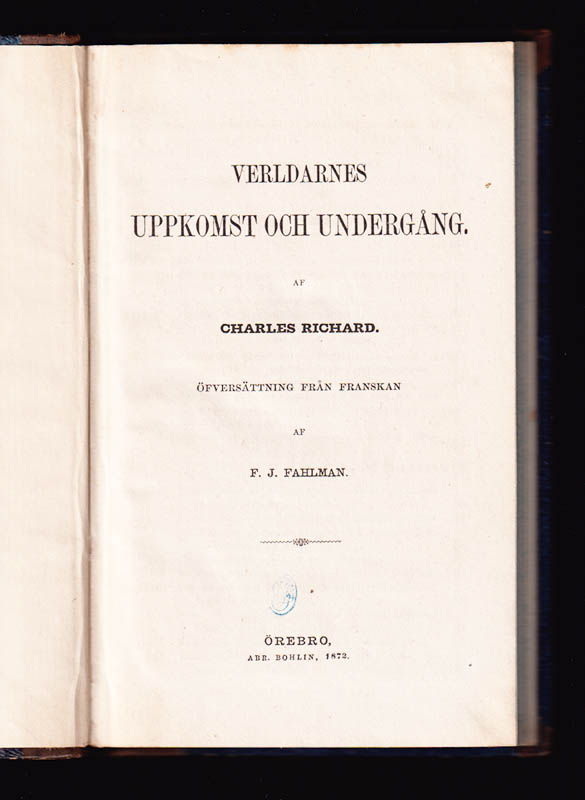 VERLDARNES
UPPKOMST OCH UNDERGÅNG.
AF
CHARLES RICHARD.
ÖFVERSÄTTNING FRÅN FRANSKAN
AF
F. J. FAHLMAN.
ÖREBRO,
ABR. BOHLIN, 1872.